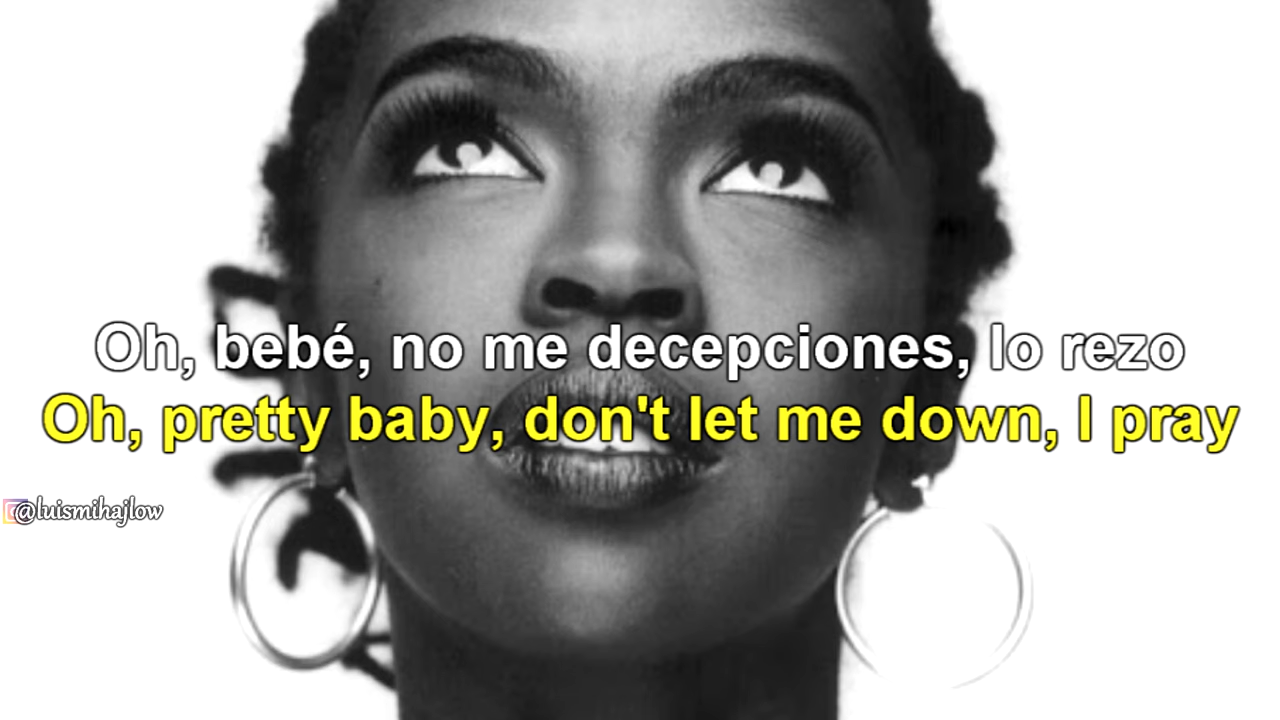 Oh, bebé, no me decepciones, lo rezo
Oh, pretty baby, don't let me down, I pray
@luismihajlow